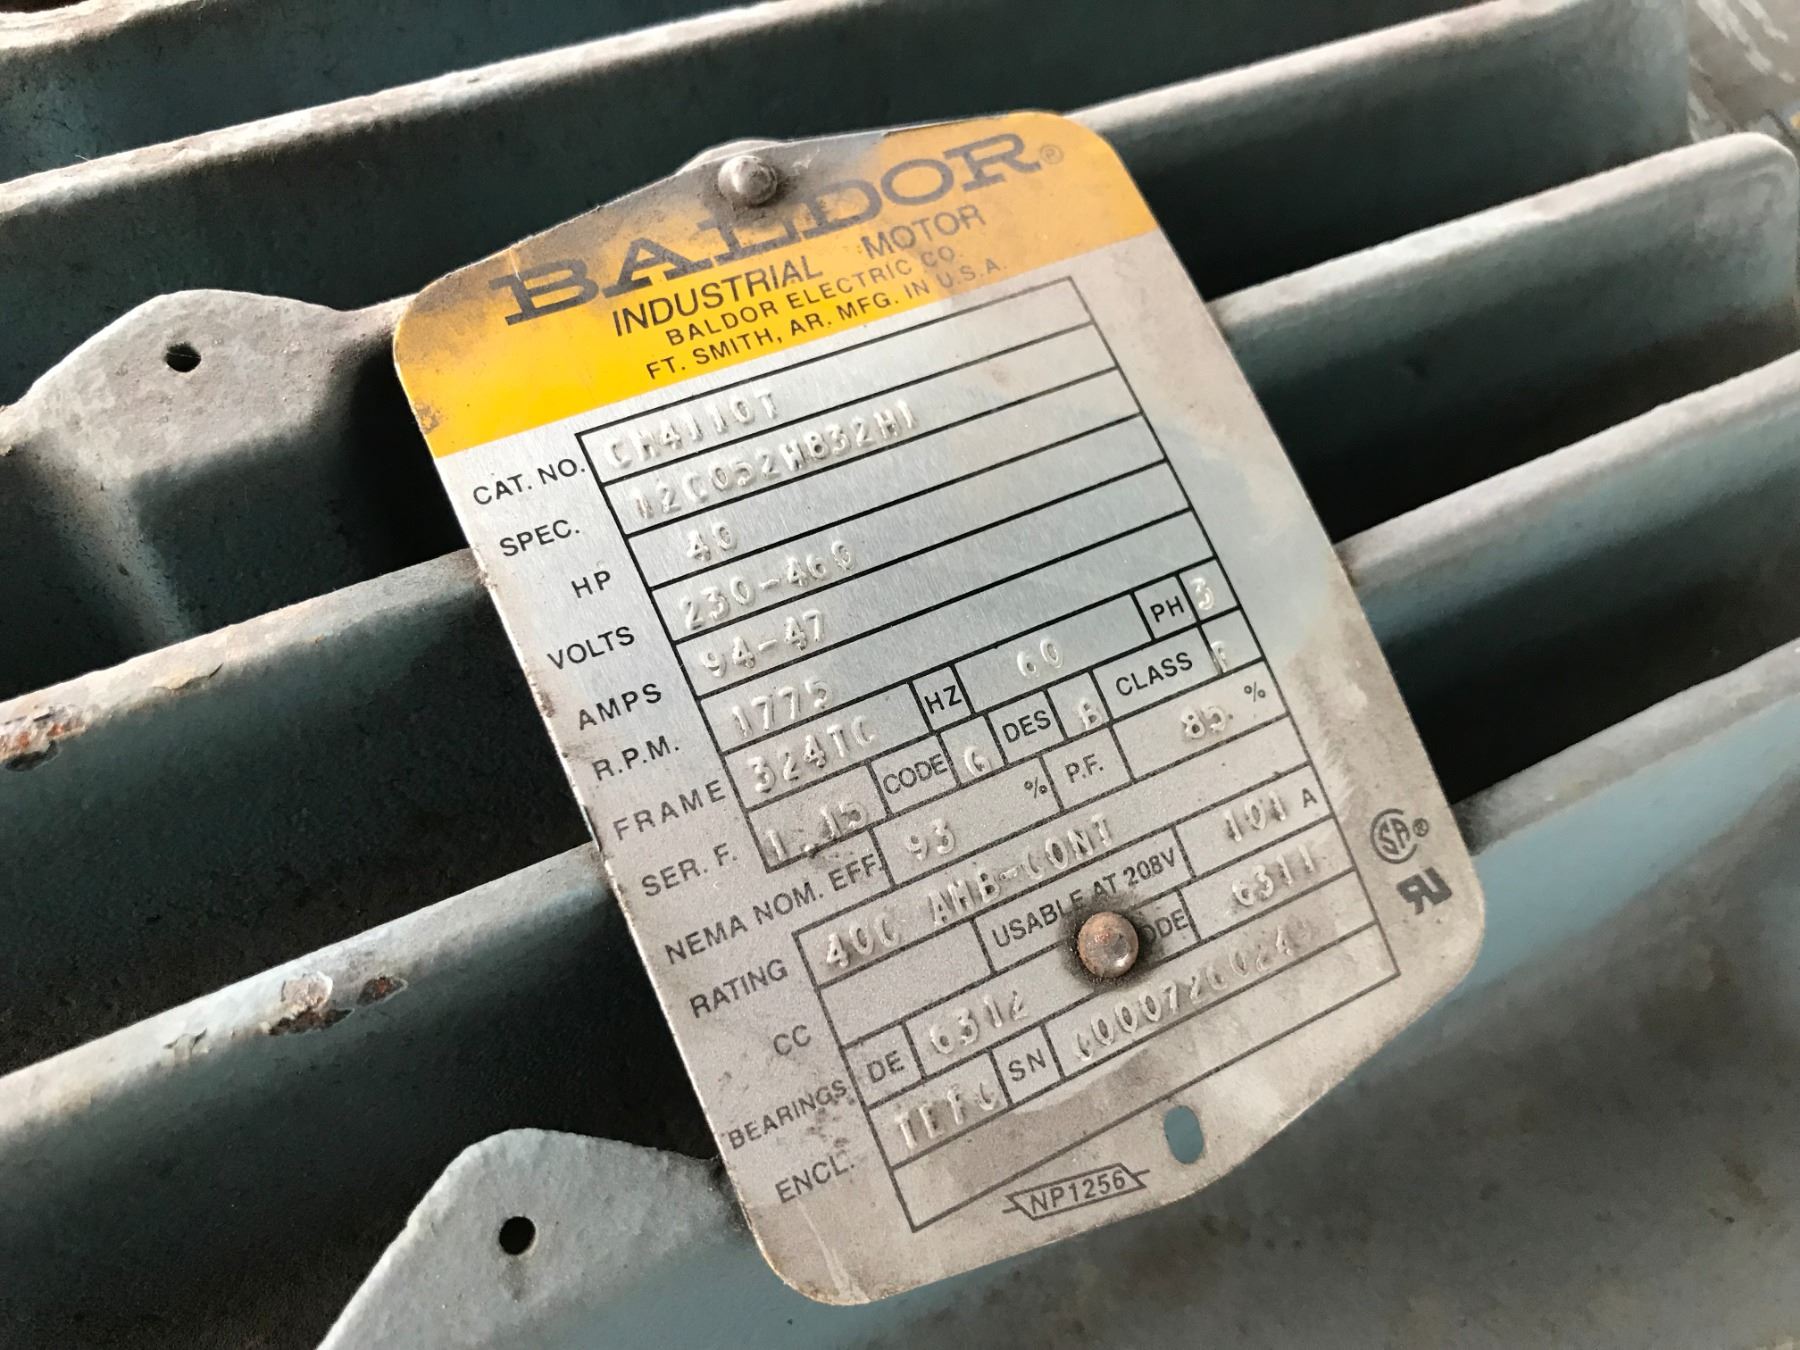 BALDOR®
INDUSTRIAL MOTOR
BALDOR ELECTRIC CO.
FT. SMITH, AR. MFG. IN U.S.A.
CAT. NO. CM4110T
SPEC. 12C052W832H1
HP 40
VOLTS 230-460
AMPS 94-47
R.P.M. 1775
FRAME 324TC HZ 60 PH 3
SER. F. 1.15 CODE G DES B CLASS F
NEMA NOM. EFF. 93 % P.F. 85 %
RATING 40C AMB-CONT
CC USABLE AT 208V 101 A
BEARINGS DE 6312 ODE 6311
ENCL. TEFC SN
NP1256